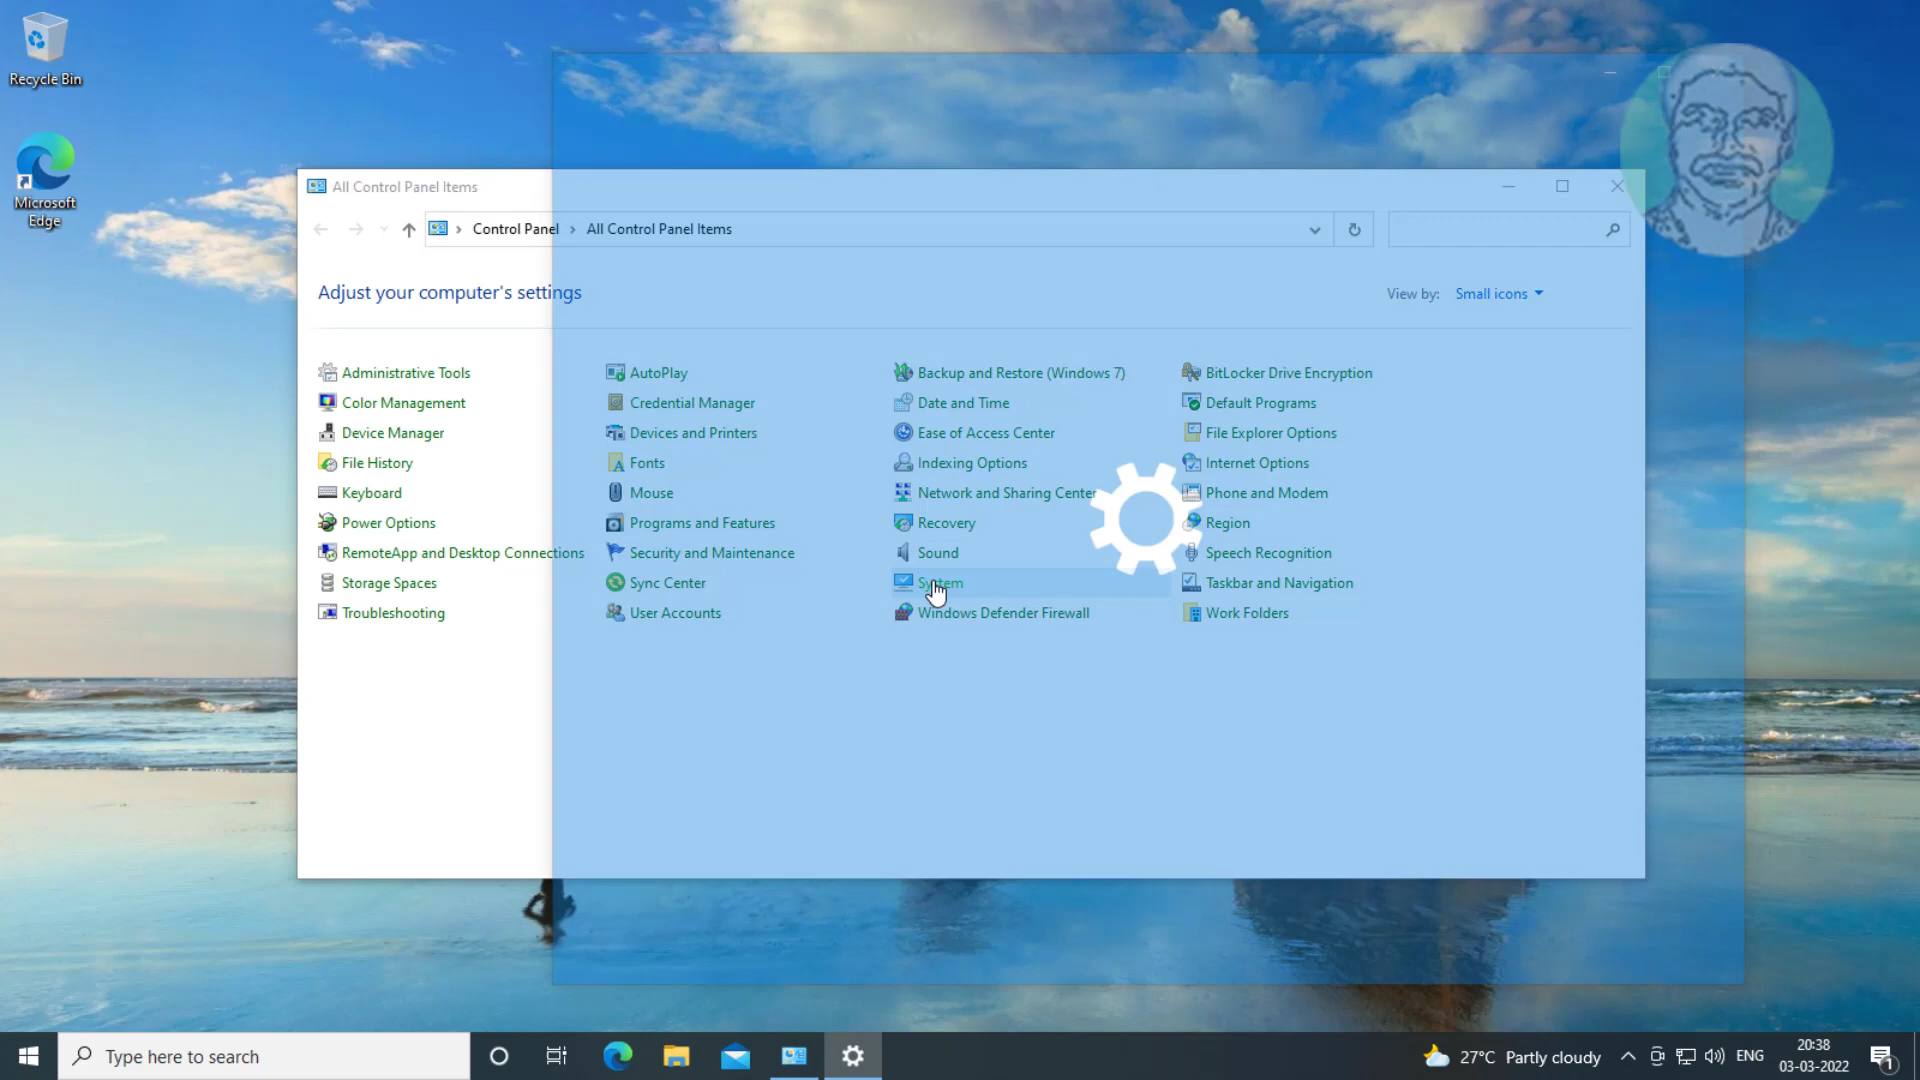 Recycle Bin
Microsoft
Edge
All Control Panel Items
Control Panel
All Control Panel Items
Adjust your computer's settings
View by:
Small icons
Administrative Tools
AutoPlay
Backup and Restore (Windows 7)
BitLocker Drive Encryption
Color Management
Credential Manager
Date and Time
Default Programs
Device Manager
Devices and Printers
Ease of Access Center
File Explorer Options
File History
Fonts
Indexing Options
Internet Options
Keyboard
Mouse
Network and Sharing Center
Phone and Modem
Power Options
Programs and Features
Recovery
Region
RemoteApp and Desktop Connections
Security and Maintenance
Sound
Speech Recognition
Storage Spaces
Sync Center
System
Taskbar and Navigation
Troubleshooting
User Accounts
Windows Defender Firewall
Work Folders
Type here to search
27°C Partly cloudy
ENG
20:38
03-03-2022
1